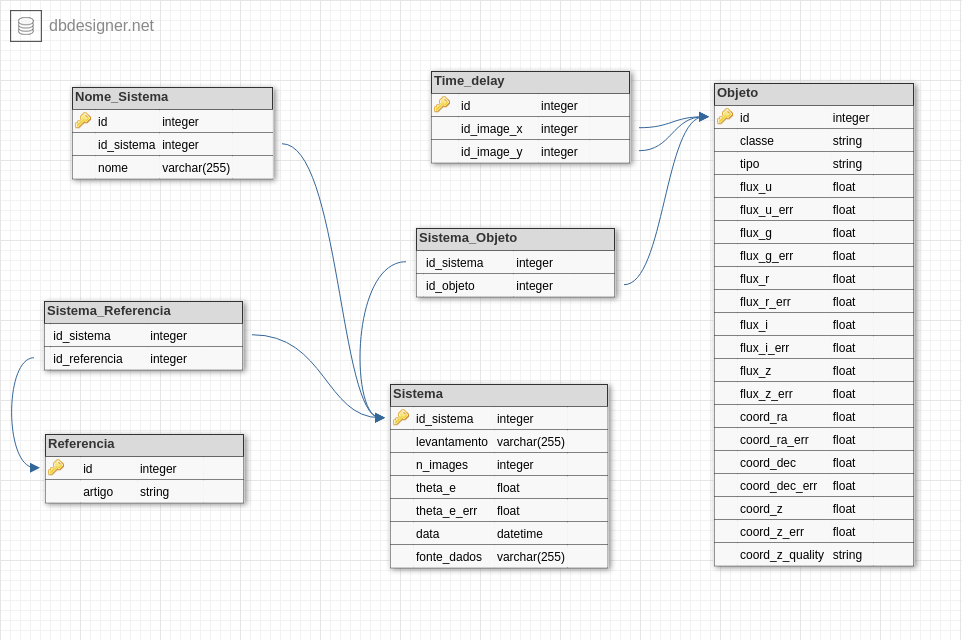 dbdesigner.net
Nome_Sistema
id integer
id_sistema integer
nome varchar(255)
Time_delay
id integer
id_image_x integer
id_image_y integer
Objeto
id integer
classe string
tipo string
flux_u float
flux_u_err float
flux_g float
flux_g_err float
flux_r float
flux_r_err float
flux_i float
flux_i_err float
flux_z float
flux_z_err float
coord_ra float
coord_ra_err float
coord_dec float
coord_dec_err float
coord_z float
coord_z_err float
coord_z_quality string
Sistema_Objeto
id_sistema integer
id_objeto integer
Sistema_Referencia
id_sistema integer
id_referencia integer
Sistema
id_sistema integer
levantamento varchar(255)
n_images integer
theta_e float
theta_e_err float
data datetime
fonte_dados varchar(255)
Referencia
id integer
artigo string